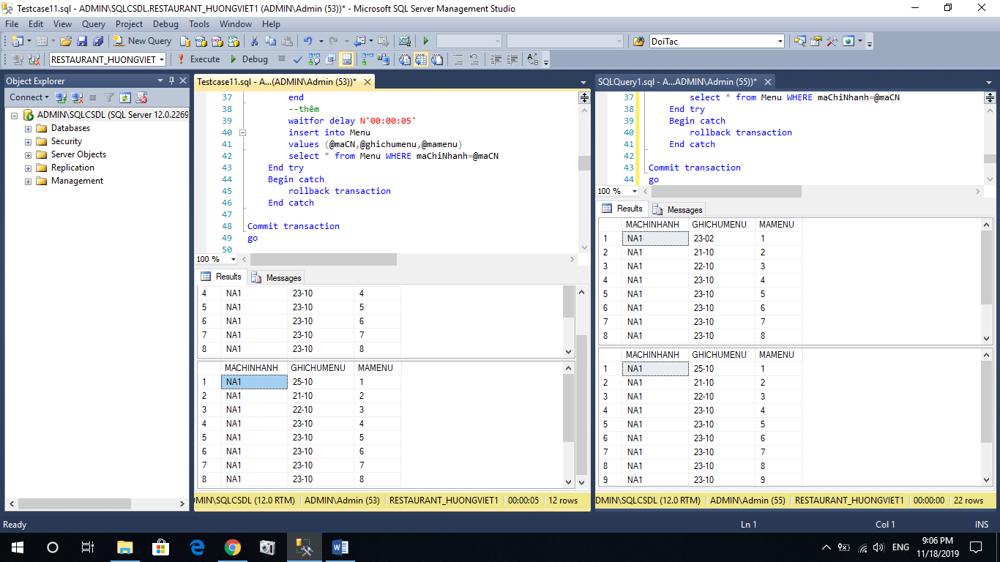 Testcase11.sql - ADMIN\SQLCSDL.RESTAURANT_HUONGVIET1 (ADMIN\Admin (53))* - Microsoft SQL Server Management Studio
File Edit View Query Project Debug Tools Window Help
New Query DoiTac
RESTAURANT_HUONGVIET Execute Debug
Object Explorer
Connect
ADMIN\SQLCSDL (SQL Server 12.0.2269
Databases
Security
Server Objects
Replication
Management
Testcase11.sql - A...(ADMIN\Admin (53))*
37 end
38 --thêm
39 waitfor delay N'00:00:05'
40 insert into Menu
41 values (@maCN,@ghichumenu,@mamenu)
42 select * from Menu WHERE maChiNhanh=@maCN
43 End try
44 Begin catch
45 rollback transaction
46 End catch
47
48 Commit transaction
49 go
50
100 %
Results Messages
4 NA1 23-10 4
5 NA1 23-10 5
6 NA1 23-10 6
7 NA1 23-10 7
8 NA1 23-10 8
MACHINHANH GHICHUMENU MAMENU
1 NA1 25-10 1
2 NA1 21-10 2
3 NA1 22-10 3
4 NA1 23-10 4
5 NA1 23-10 5
6 NA1 23-10 6
7 NA1 23-10 7
8 NA1 23-10 8
DMIN\SQLCSDL (12.0 RTM) ADMIN\Admin (53) RESTAURANT_HUONGVIET1 00:00:05 12 rows
SQLQuery1.sql - A...ADMIN\Admin (55))*
37 select * from Menu WHERE maChiNhanh=@maCN
38 End try
39 Begin catch
40 rollback transaction
41 End catch
42
43 Commit transaction
44 go
100 %
Results Messages
MACHINHANH GHICHUMENU MAMENU
1 NA1 23-02 1
2 NA1 21-10 2
3 NA1 22-10 3
4 NA1 23-10 4
5 NA1 23-10 5
6 NA1 23-10 6
7 NA1 23-10 7
8 NA1 23-10 8
MACHINHANH GHICHUMENU MAMENU
1 NA1 25-10 1
2 NA1 21-10 2
3 NA1 22-10 3
4 NA1 23-10 4
5 NA1 23-10 5
6 NA1 23-10 6
7 NA1 23-10 7
8 NA1 23-10 8
9 NA1 23-10 9
DMIN\SQLCSDL (12.0 RTM) ADMIN\Admin (55) RESTAURANT_HUONGVIET1 00:00:00 22 rows
Ready Ln 1 Col 1 INS
ENG 9:06 PM
11/18/2019